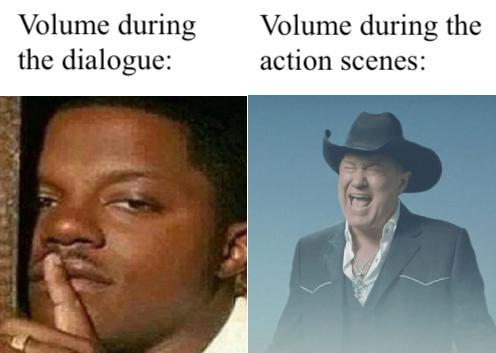 Volume during
the dialogue:
Volume during the
action scenes: